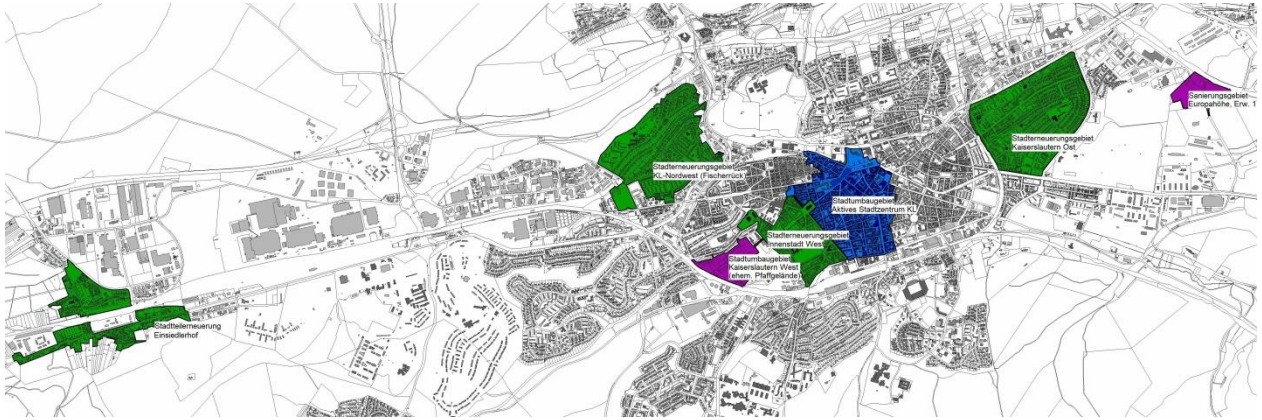 Sanierungsgebiet
Europahöhe, Erw. 1
Stadterneuerungsgebiet
Kaiserslautern Ost
Stadterneuerungsgebiet
KL-Nordwest (Fischerrück)
Stadtumbaugebiet
Aktives Stadtzentrum KL
Stadterneuerungsgebiet
Innenstadt West
Stadtumbaugebiet
Kaiserslautern West
(ehem. Pfaffgelände)
Stadtteilerneuerung
Einsiedlerhof